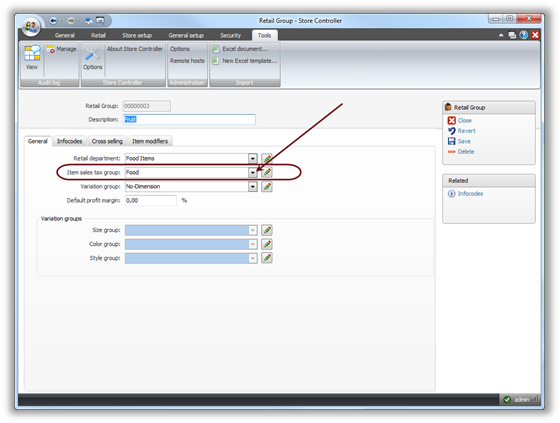 Retail Group - Store Controller
General Retail Store setup General setup Security Tools
View Manage Options About Store Controller Options Excel document...
Remote hosts New Excel template...
Audit log Store Controller Administration Import
Retail Group: 00000003
Description: Fruit
Retail Group
Close
Revert
Save
Delete
General Infocodes Cross selling Item modifiers
Retail department: Food Items
Item sales tax group: Food
Variation group: No-Dimension
Default profit margin: 0,00 %
Related
Infocodes
Variation groups
Size group:
Color group:
Style group:
admin